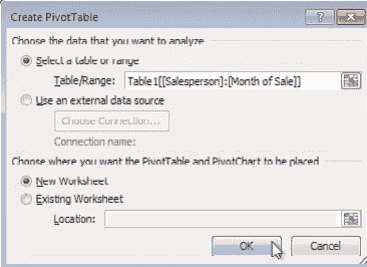 Create PivotTable
Choose the data that you want to analyze
Select a table or range
Table/Range: Table1[[Salesperson]:[Month of Sale]]
Use an external data source
Choose Connection...
Connection name:
Choose where you want the PivotTable and PivotChart to be placed
New Worksheet
Existing Worksheet
Location:
OK Cancel